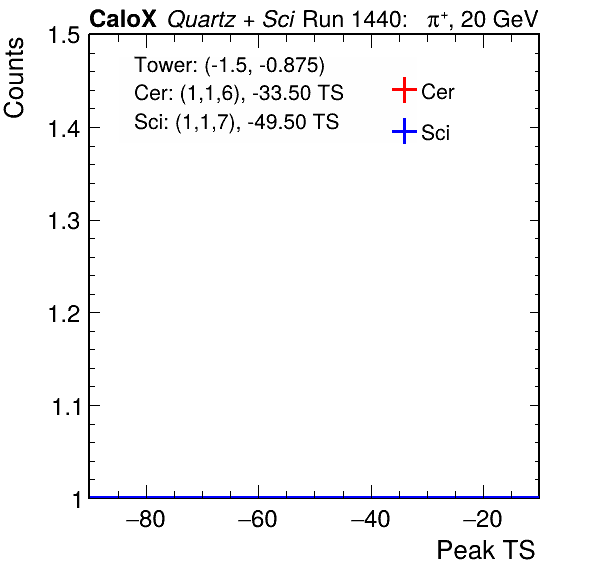 CaloX Quartz + Sci Run 1440: π⁺, 20 GeV
Counts
1.5
1.4
1.3
1.2
1.1
1
Tower: (-1.5, -0.875)
Cer: (1,1,6), -33.50 TS
Sci: (1,1,7), -49.50 TS
Cer
Sci
−80 −60 −40 −20
Peak TS